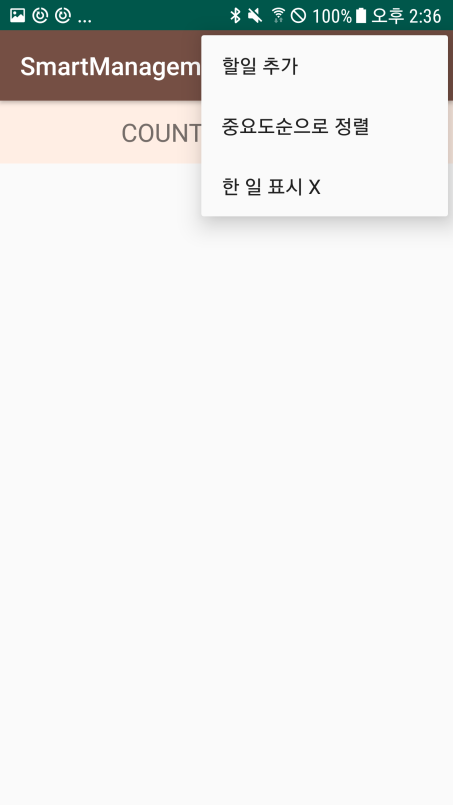 ... 100% 오후 2:36
SmartManagem
할일 추가
중요도순으로 정렬
COUNT
한 일 표시 X